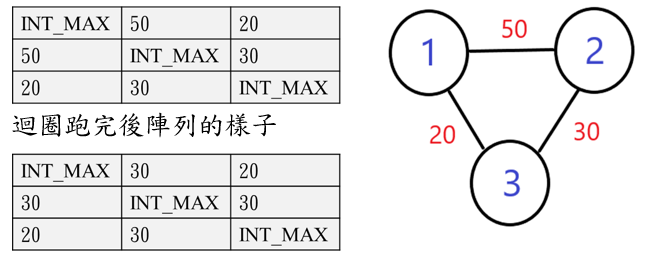 INT_MAX 50 20
50 INT_MAX 30
20 30 INT_MAX
迴圈跑完後陣列的樣子
INT_MAX 30 20
30 INT_MAX 30
20 30 INT_MAX
50
1 2
20 30
3